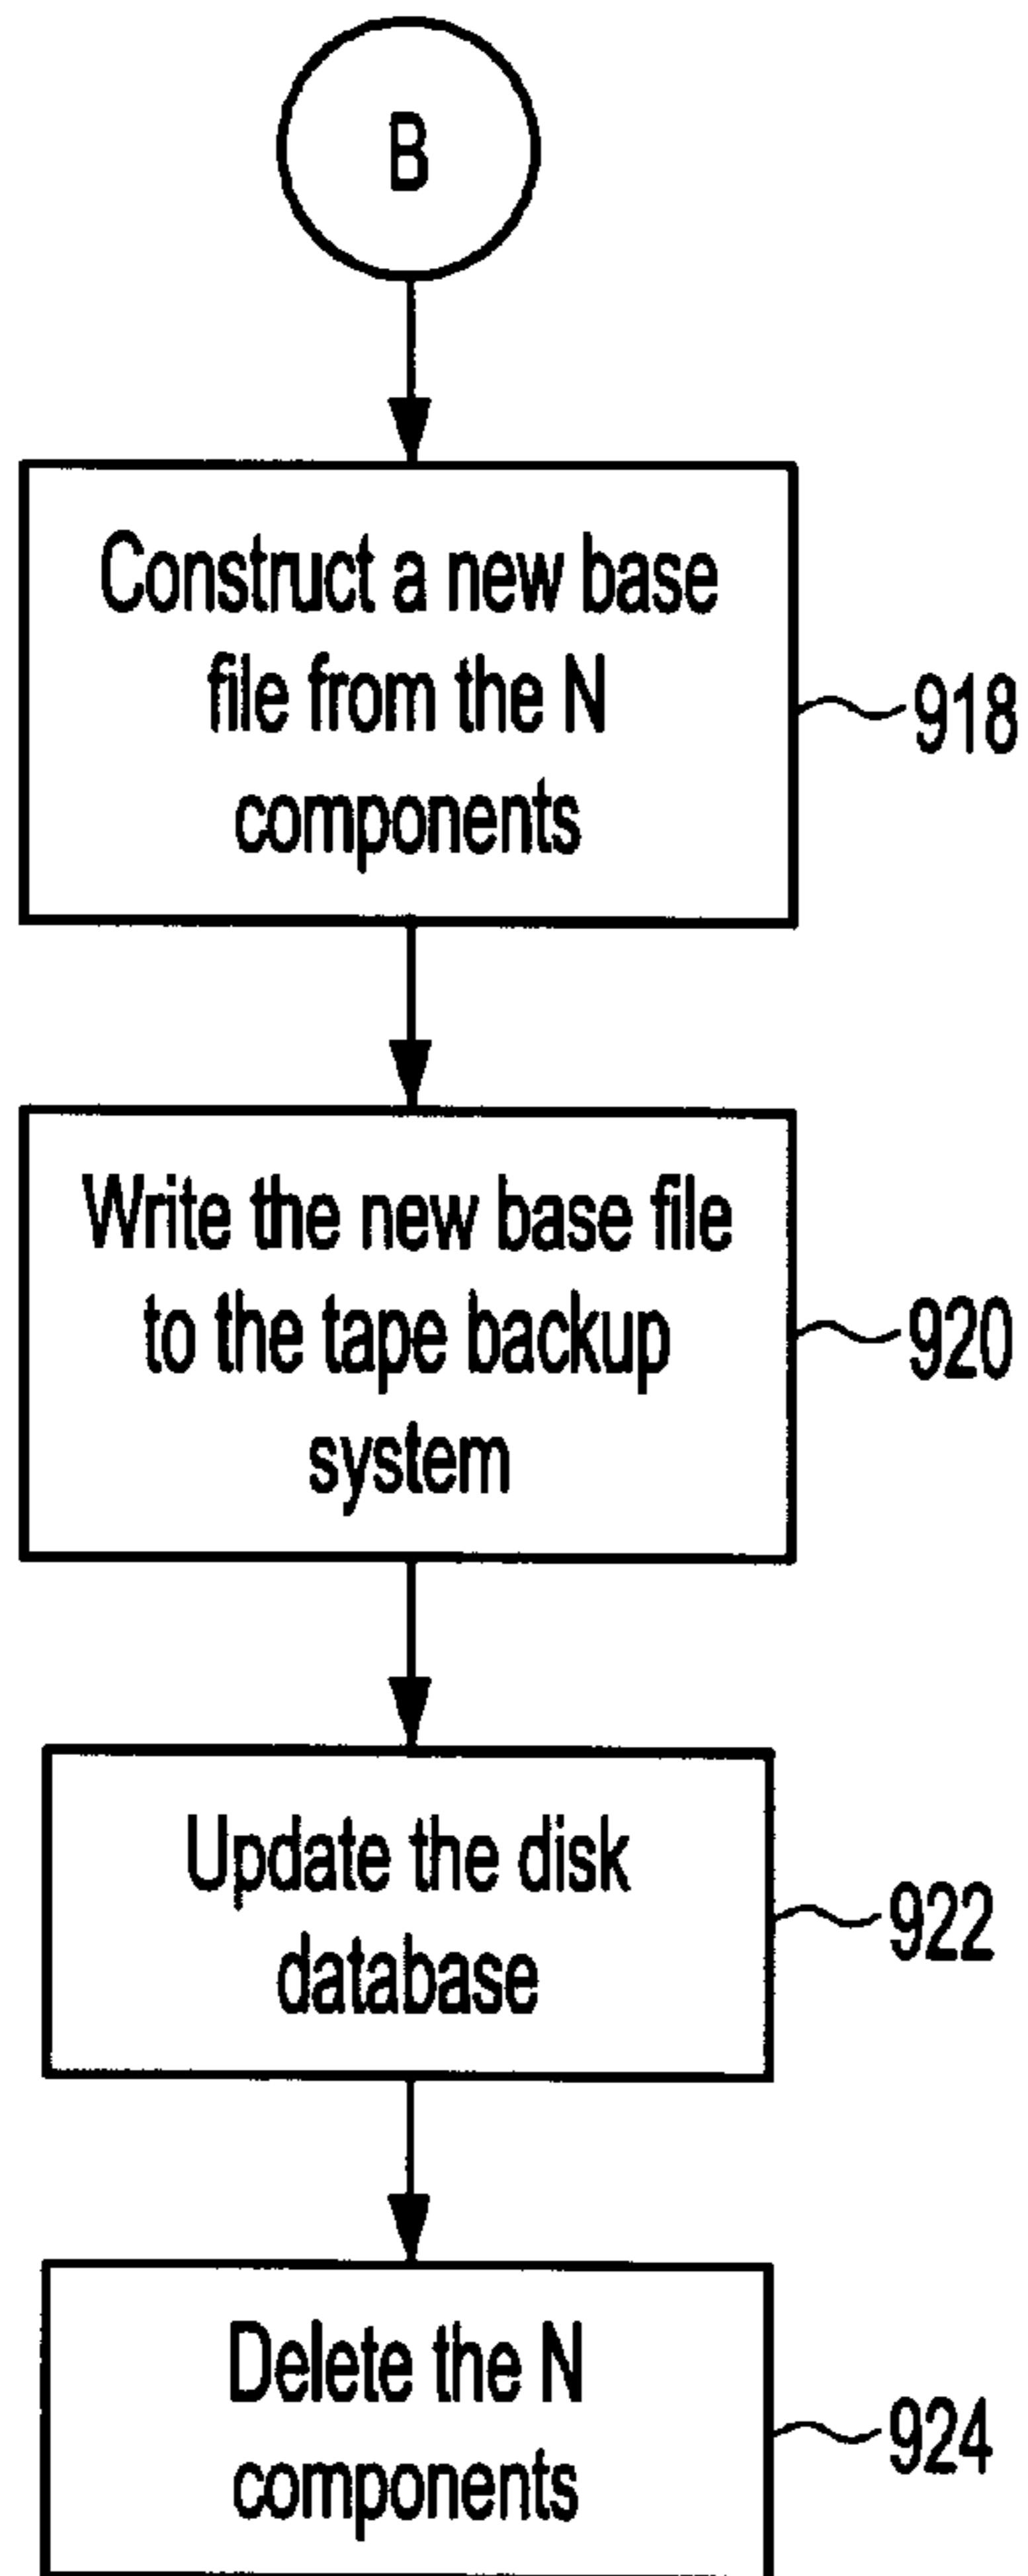 B
Construct a new base
file from the N
components
918
Write the new base file
to the tape backup
system
920
Update the disk
database
922
Delete the N
components
924